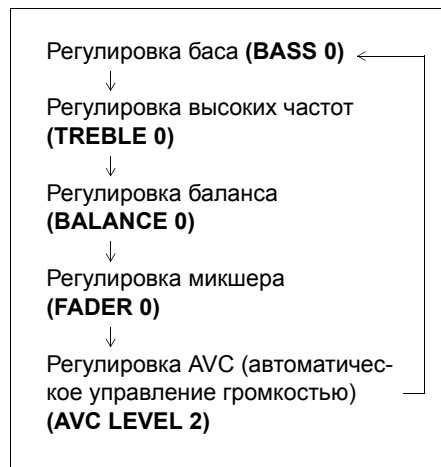 Регулировка баса (BASS 0)
Регулировка высоких частот
(TREBLE 0)
Регулировка баланса
(BALANCE 0)
Регулировка микшера
(FADER 0)
Регулировка AVC (автоматичес-
кое управление громкостью)
(AVC LEVEL 2)